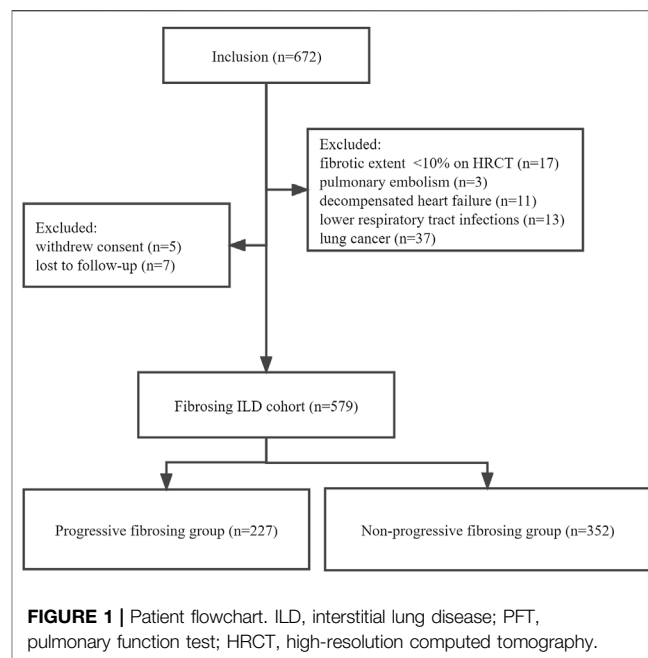 Inclusion (n=672)
Excluded:
fibrotic extent <10% on HRCT (n=17)
pulmonary embolism (n=3)
decompensated heart failure (n=11)
lower respiratory tract infections (n=13)
lung cancer (n=37)
Excluded:
withdrew consent (n=5)
lost to follow-up (n=7)
Fibrosing ILD cohort (n=579)
Progressive fibrosing group (n=227)
Non-progressive fibrosing group (n=352)
FIGURE 1 | Patient flowchart. ILD, interstitial lung disease; PFT,
pulmonary function test; HRCT, high-resolution computed tomography.